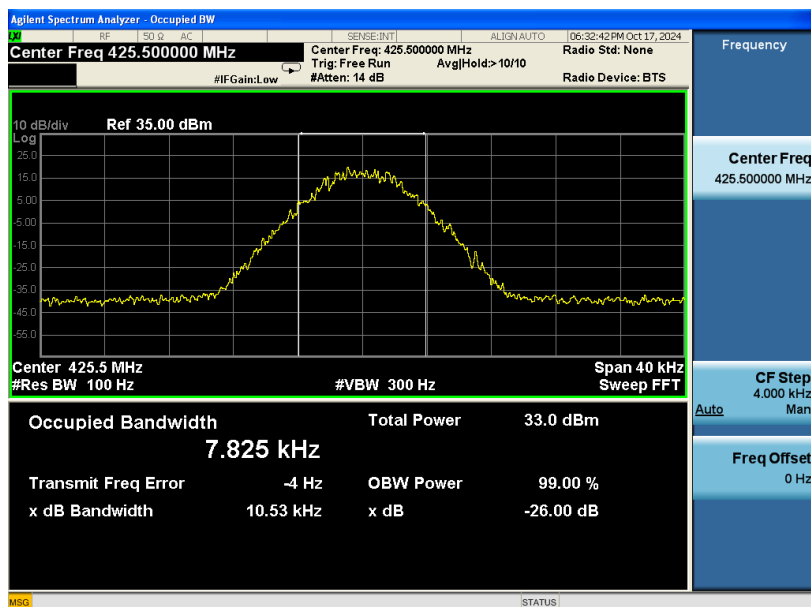 Agilent Spectrum Analyzer - Occupied BW
LXI RF 50 Ω AC SENSE:INT ALIGN AUTO 06:32:42 PM Oct 17, 2024
Center Freq 425.500000 MHz
Center Freq: 425.500000 MHz
Radio Std: None
Trig: Free Run Avg|Hold:> 10/10
#IFGain:Low
#Atten: 14 dB
Radio Device: BTS
10 dB/div Ref 35.00 dBm
Log
25.0
15.0
5.00
-5.00
-15.0
-25.0
-35.0
-45.0
-55.0
Center 425.5 MHz Span 40 kHz
#Res BW 100 Hz #VBW 300 Hz Sweep FFT
Occupied Bandwidth Total Power 33.0 dBm
7.825 kHz
Transmit Freq Error -4 Hz OBW Power 99.00 %
x dB Bandwidth 10.53 kHz x dB -26.00 dB
MSG STATUS
Frequency
Center Freq
425.500000 MHz
CF Step
4.000 kHz
Auto Man
Freq Offset
0 Hz